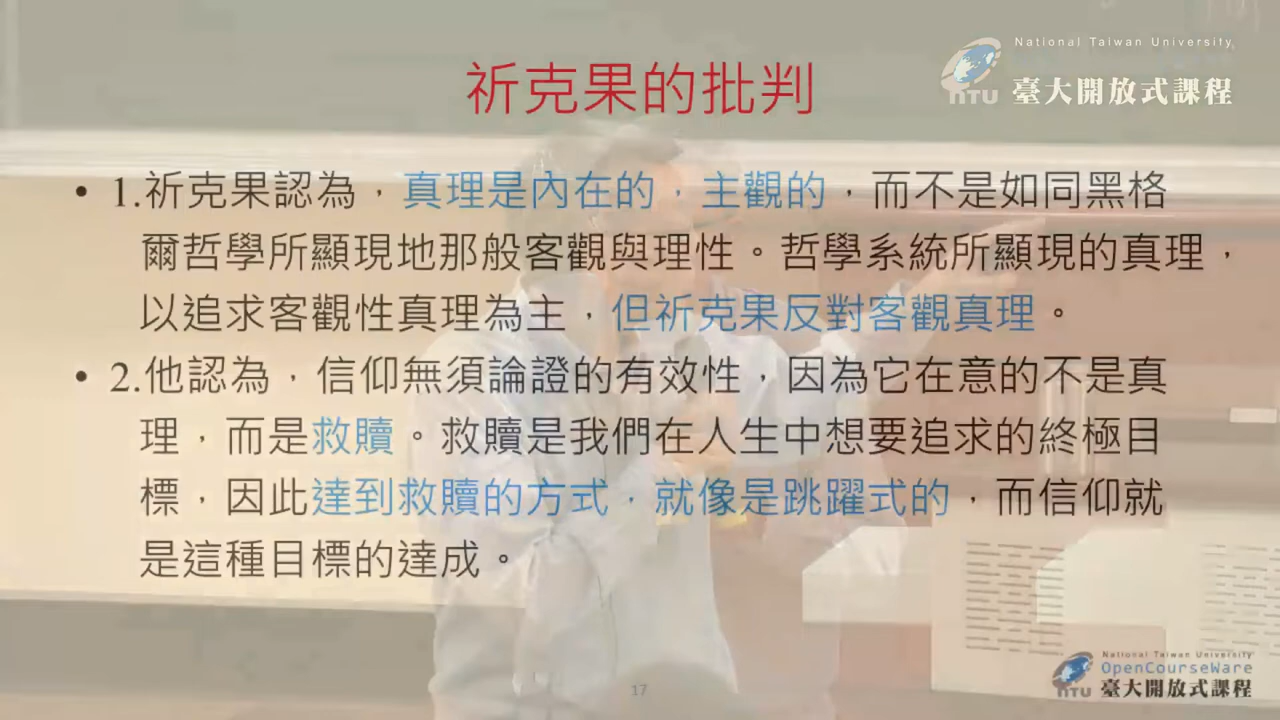 National Taiwan University
NTU 臺大開放式課程
祈克果的批判
• 1.祈克果認為，真理是內在的，主觀的，而不是如同黑格
爾哲學所顯現地那般客觀與理性。哲學系統所顯現的真理，
以追求客觀性真理為主，但祈克果反對客觀真理。
• 2.他認為，信仰無須論證的有效性，因為它在意的不是真
理，而是救贖。救贖是我們在人生中想要追求的終極目
標，因此達到救贖的方式，就像是跳躍式的，而信仰就
是這種目標的達成。
National Taiwan University
OpenCourseWare
NTU 臺大開放式課程
17